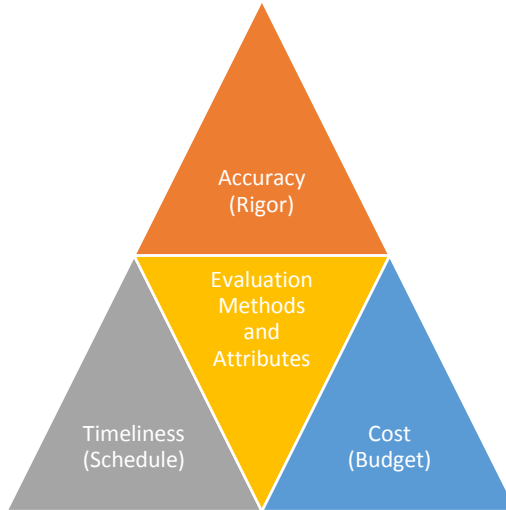 Accuracy
(Rigor)
Evaluation
Methods
and
Attributes
Timeliness
(Schedule)
Cost
(Budget)